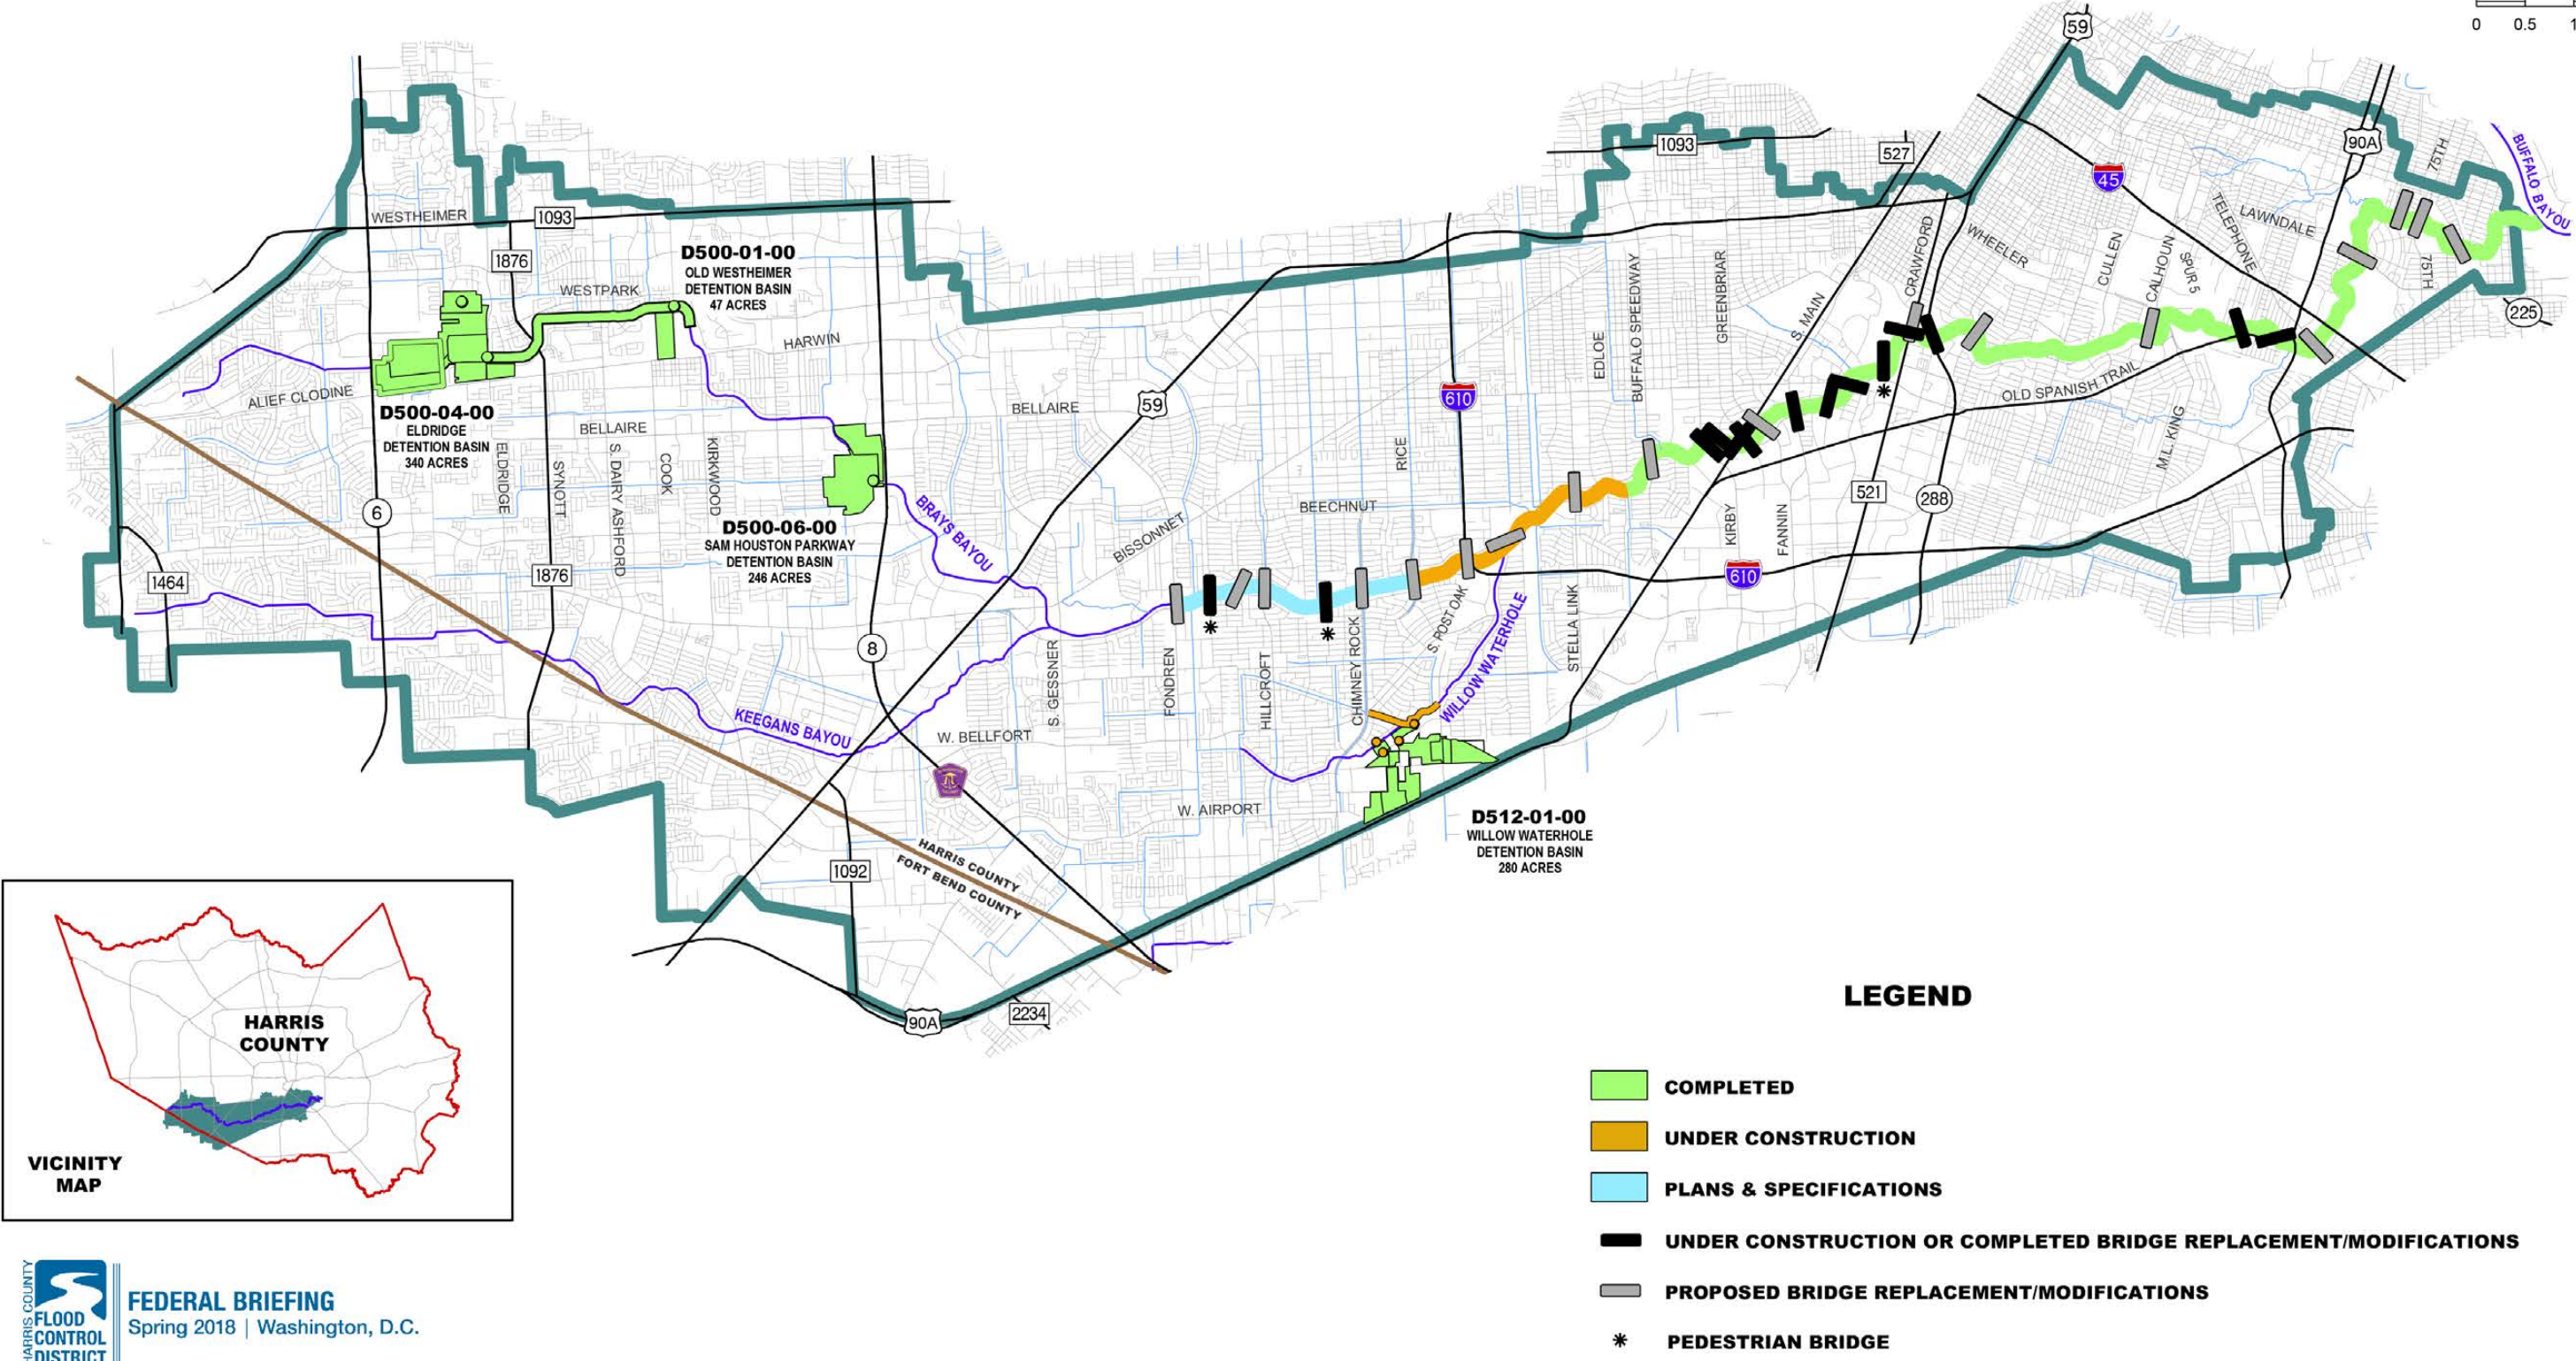 0 0.5 1
59
1093
527
45
90A
75TH
BUFFALO BAYOU
WESTHEIMER
1093
1876
WESTPARK
D500-01-00
OLD WESTHEIMER
DETENTION BASIN
47 ACRES
HARWIN
ALIEF CLODINE
D500-04-00
ELDRIDGE
DETENTION BASIN
340 ACRES
BELLAIRE
ELDRIDGE
SYNOTT
S. DAIRY ASHFORD
COOK
KIRKWOOD
6
1876
1464
D500-06-00
SAM HOUSTON PARKWAY
DETENTION BASIN
246 ACRES
BRAYS BAYOU
8
KEEGANS BAYOU
BELLAIRE
59
BISSONNET
BEECHNUT
RICE
610
EDLOE
BUFFALO SPEEDWAY
GREENBRIAR
S. MAIN
CRAWFORD
WHEELER
CULLEN
CALHOUN
SPUR 5
TELEPHONE
LAWNDALE
75TH
225
OLD SPANISH TRAIL
M.L. KING
521
288
KIRBY
FANNIN
610
S. GESSNER
FONDREN
HILLCROFT
CHIMNEY ROCK
S. POST OAK
WILLOW WATERHOLE
STELLA LINK
W. BELLFORT
W. AIRPORT
D512-01-00
WILLOW WATERHOLE
DETENTION BASIN
280 ACRES
1092
HARRIS COUNTY
FORT BEND COUNTY
90A
2234
HARRIS
COUNTY
VICINITY
MAP
LEGEND
COMPLETED
UNDER CONSTRUCTION
PLANS & SPECIFICATIONS
UNDER CONSTRUCTION OR COMPLETED BRIDGE REPLACEMENT/MODIFICATIONS
PROPOSED BRIDGE REPLACEMENT/MODIFICATIONS
* PEDESTRIAN BRIDGE
HARRIS COUNTY
FLOOD
CONTROL
DISTRICT
FEDERAL BRIEFING
Spring 2018 | Washington, D.C.